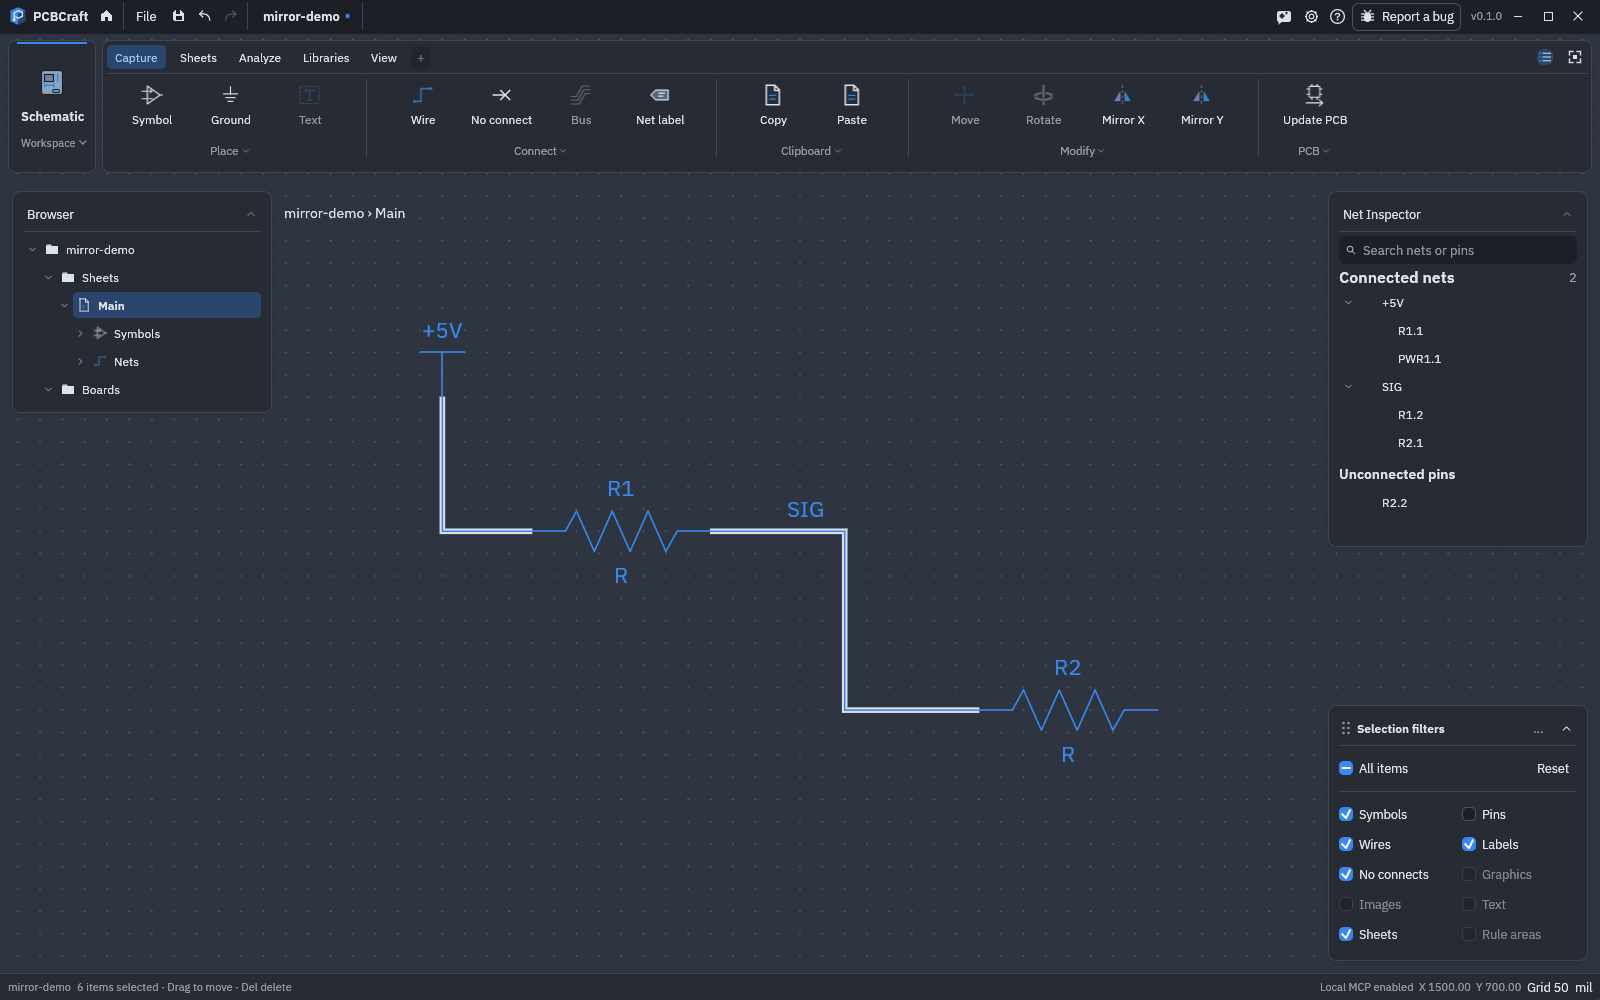 PCBCraft
File
mirror-demo
Report a bug
v0.1.0
Schematic
Workspace
Capture
Sheets
Analyze
Libraries
View
+
Symbol
Ground
Text
Place
Wire
No connect
Bus
Net label
Connect
Copy
Paste
Clipboard
Move
Rotate
Mirror X
Mirror Y
Modify
Update PCB
PCB
Browser
mirror-demo
Sheets
Main
Symbols
Nets
Boards
mirror-demo › Main
+5V
R1
R
SIG
R2
R
Net Inspector
Search nets or pins
Connected nets 2
+5V
R1.1
PWR1.1
SIG
R1.2
R2.1
Unconnected pins
R2.2
Selection filters ...
All items Reset
Symbols Pins
Wires Labels
No connects Graphics
Images Text
Sheets Rule areas
mirror-demo 6 items selected · Drag to move · Del delete
Local MCP enabled X 1500.00 Y 700.00 Grid 50 mil